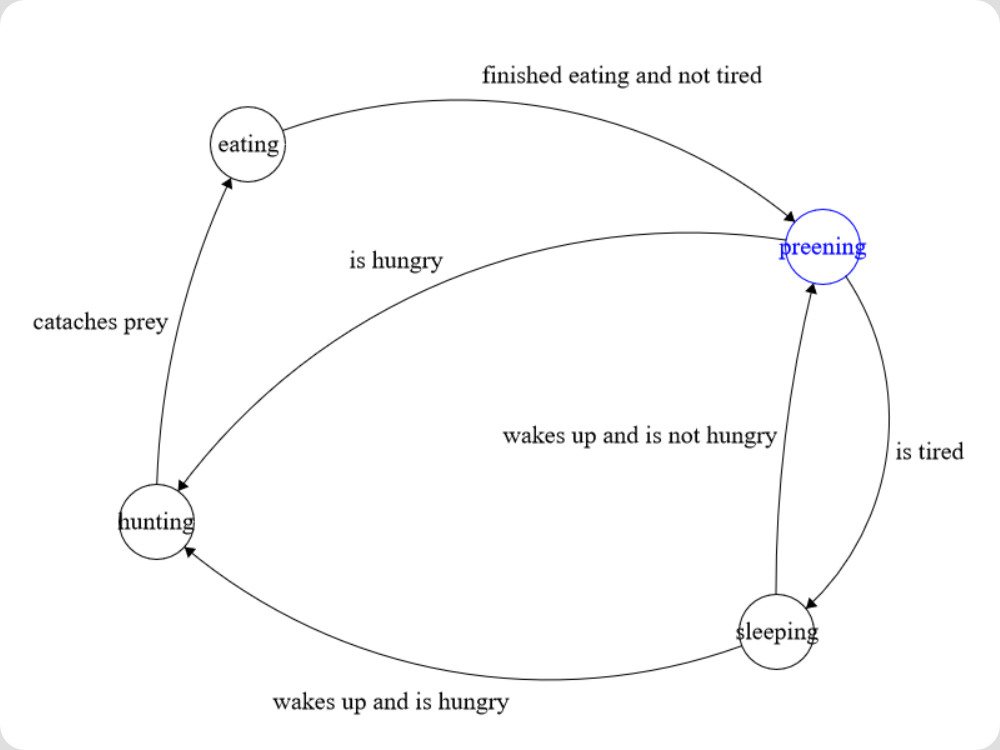 finished eating and not tired
eating
preening
is hungry
cataches prey
wakes up and is not hungry
is tired
hunting
sleeping
wakes up and is hungry